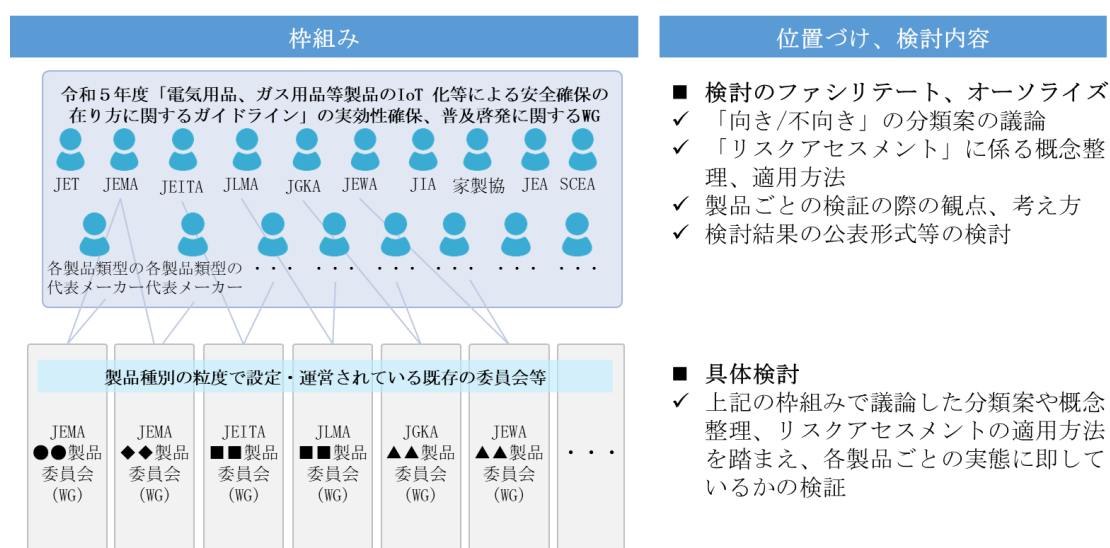 枠組み
令和５年度「電気用品、ガス用品等製品のIoT 化等による安全確保の
在り方に関するガイドライン」の実効性確保、普及啓発に関するWG
JET JEMA JEITA JLMA JGKA JEWA JIA 家製協 JEA SCEA
各製品類型の各製品類型の ・・・ ・・・ ・・・ ・・・ ・・・ ・・・
代表メーカー代表メーカー
製品種別の粒度で設定・運営されている既存の委員会等
JEMA
●●製品
委員会
(WG)
JEMA
◆◆製品
委員会
(WG)
JEITA
■■製品
委員会
(WG)
JLMA
■■製品
委員会
(WG)
JGKA
▲▲製品
委員会
(WG)
JEWA
▲▲製品
委員会
(WG)
・・・
位置づけ、検討内容
■ 検討のファシリテート、オーソライズ
✓ 「向き/不向き」の分類案の議論
✓ 「リスクアセスメント」に係る概念整
理、適用方法
✓ 製品ごとの検証の際の観点、考え方
✓ 検討結果の公表形式等の検討
■ 具体検討
✓ 上記の枠組みで議論した分類案や概念
整理、リスクアセスメントの適用方法
を踏まえ、各製品ごとの実態に即して
いるかの検証